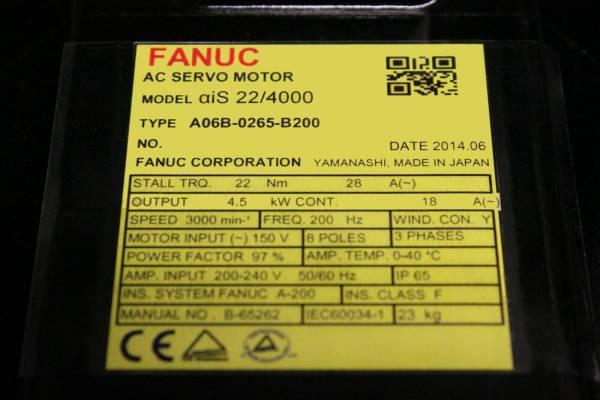 FANUC
AC SERVO MOTOR
MODEL αiS 22/4000
TYPE A06B-0265-B200
NO. DATE 2014.06
FANUC CORPORATION YAMANASHI, MADE IN JAPAN
STALL TRQ. 22 Nm 28 A(~)
OUTPUT 4.5 kW CONT. 18 A(~)
SPEED 3000 min-¹ FREQ. 200 Hz WIND. CON. Y
MOTOR INPUT (~) 150 V 8 POLES 3 PHASES
POWER FACTOR 97 % AMP. TEMP. 0-40 °C
AMP. INPUT 200-240 V 50/60 Hz IP 65
INS. SYSTEM FANUC A-200 INS. CLASS F
MANUAL NO. B-65262 IEC60034-1 23 kg
CE